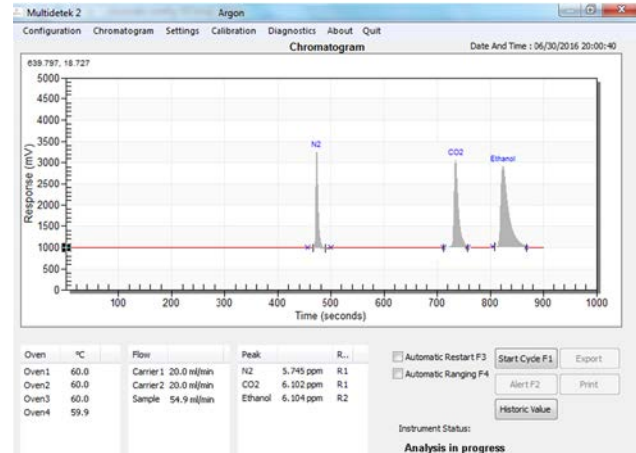 Multidetek 2 Argon
Configuration Chromatogram Settings Calibration Diagnostics About Quit
Chromatogram Date And Time : 06/30/2016 20:00:40
639.797, 18.727
5000
4500
4000
3500
3000
2500
2000
1500
1000
500
0
Response (mV)
N2 CO2 Ethanol
100 200 300 400 500 600 700 800 900 1000
Time (seconds)
Oven °C Flow Peak R...
Oven1 60.0 Carrier1 20.0 ml/min N2 5.745 ppm R1
Oven2 60.0 Carrier2 20.0 ml/min CO2 6.102 ppm R1
Oven3 60.0 Sample 54.9 ml/min Ethanol 6.104 ppm R2
Oven4 59.9
Automatic Restart F3 Start Cycle F1 Export
Automatic Ranging F4 Alert F2 Print
Historic Value
Instrument Status:
Analysis in progress